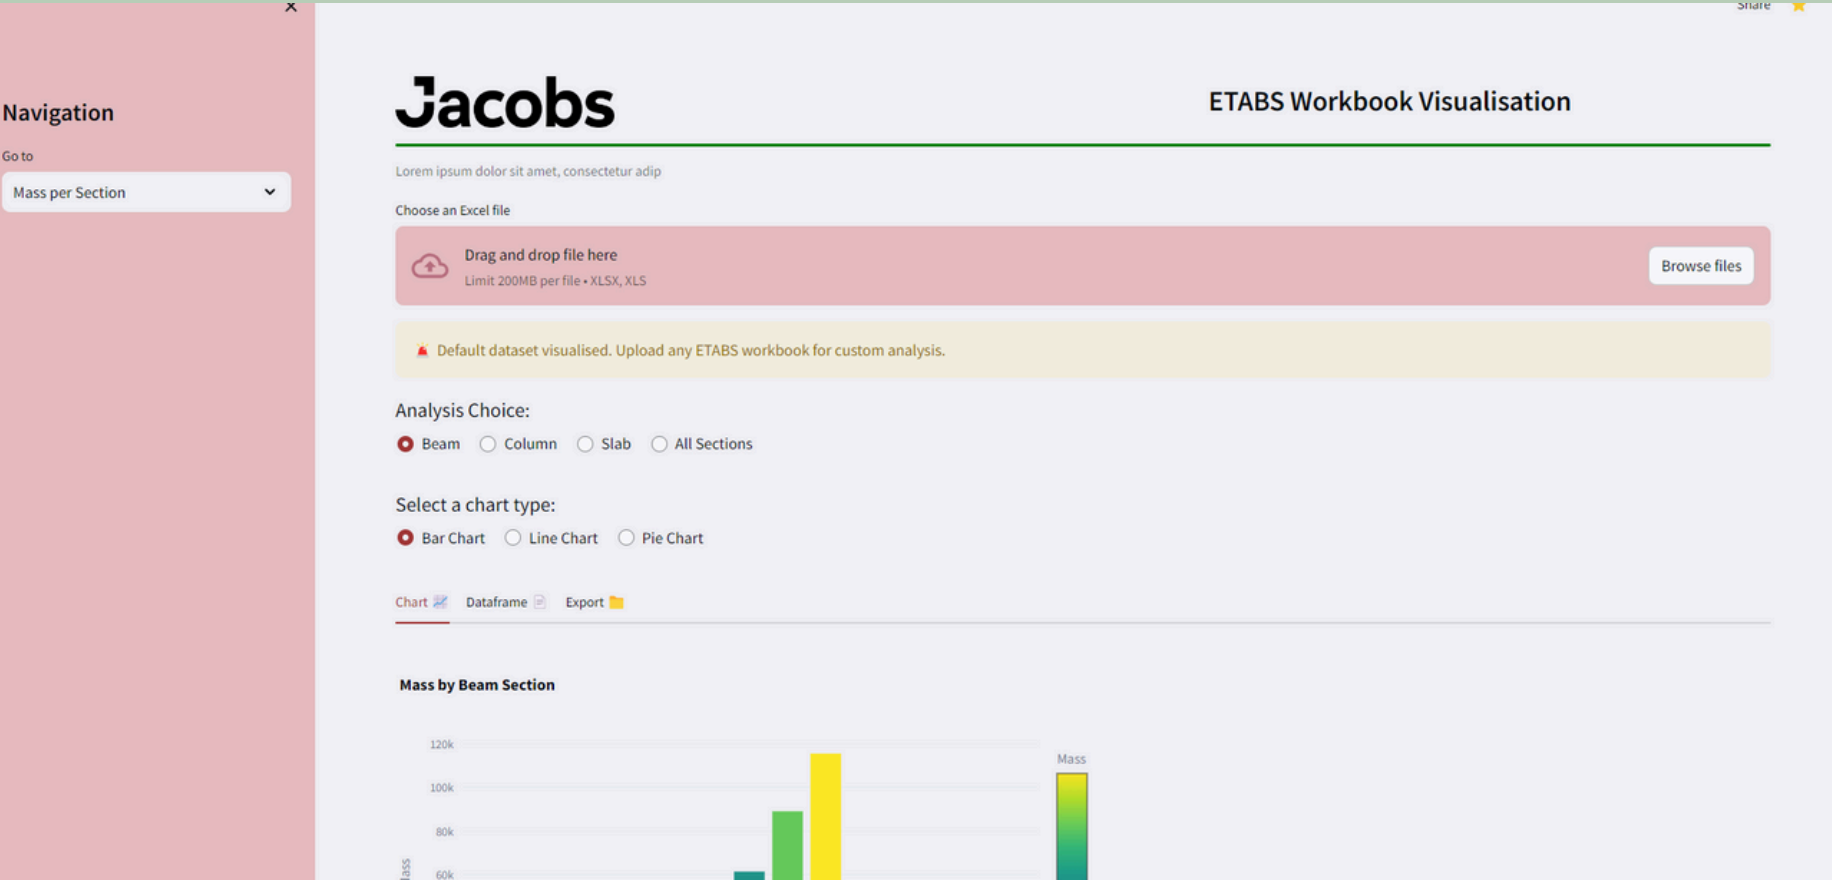 Share
Navigation
Go to
Mass per Section
Jacobs
ETABS Workbook Visualisation
Lorem ipsum dolor sit amet, consectetur adip
Choose an Excel file
Drag and drop file here
Limit 200MB per file • XLSX, XLS
Browse files
Default dataset visualised. Upload any ETABS workbook for custom analysis.
Analysis Choice:
Beam Column Slab All Sections
Select a chart type:
Bar Chart Line Chart Pie Chart
Chart Dataframe Export
Mass by Beam Section
120k
100k
80k
60k
Mass